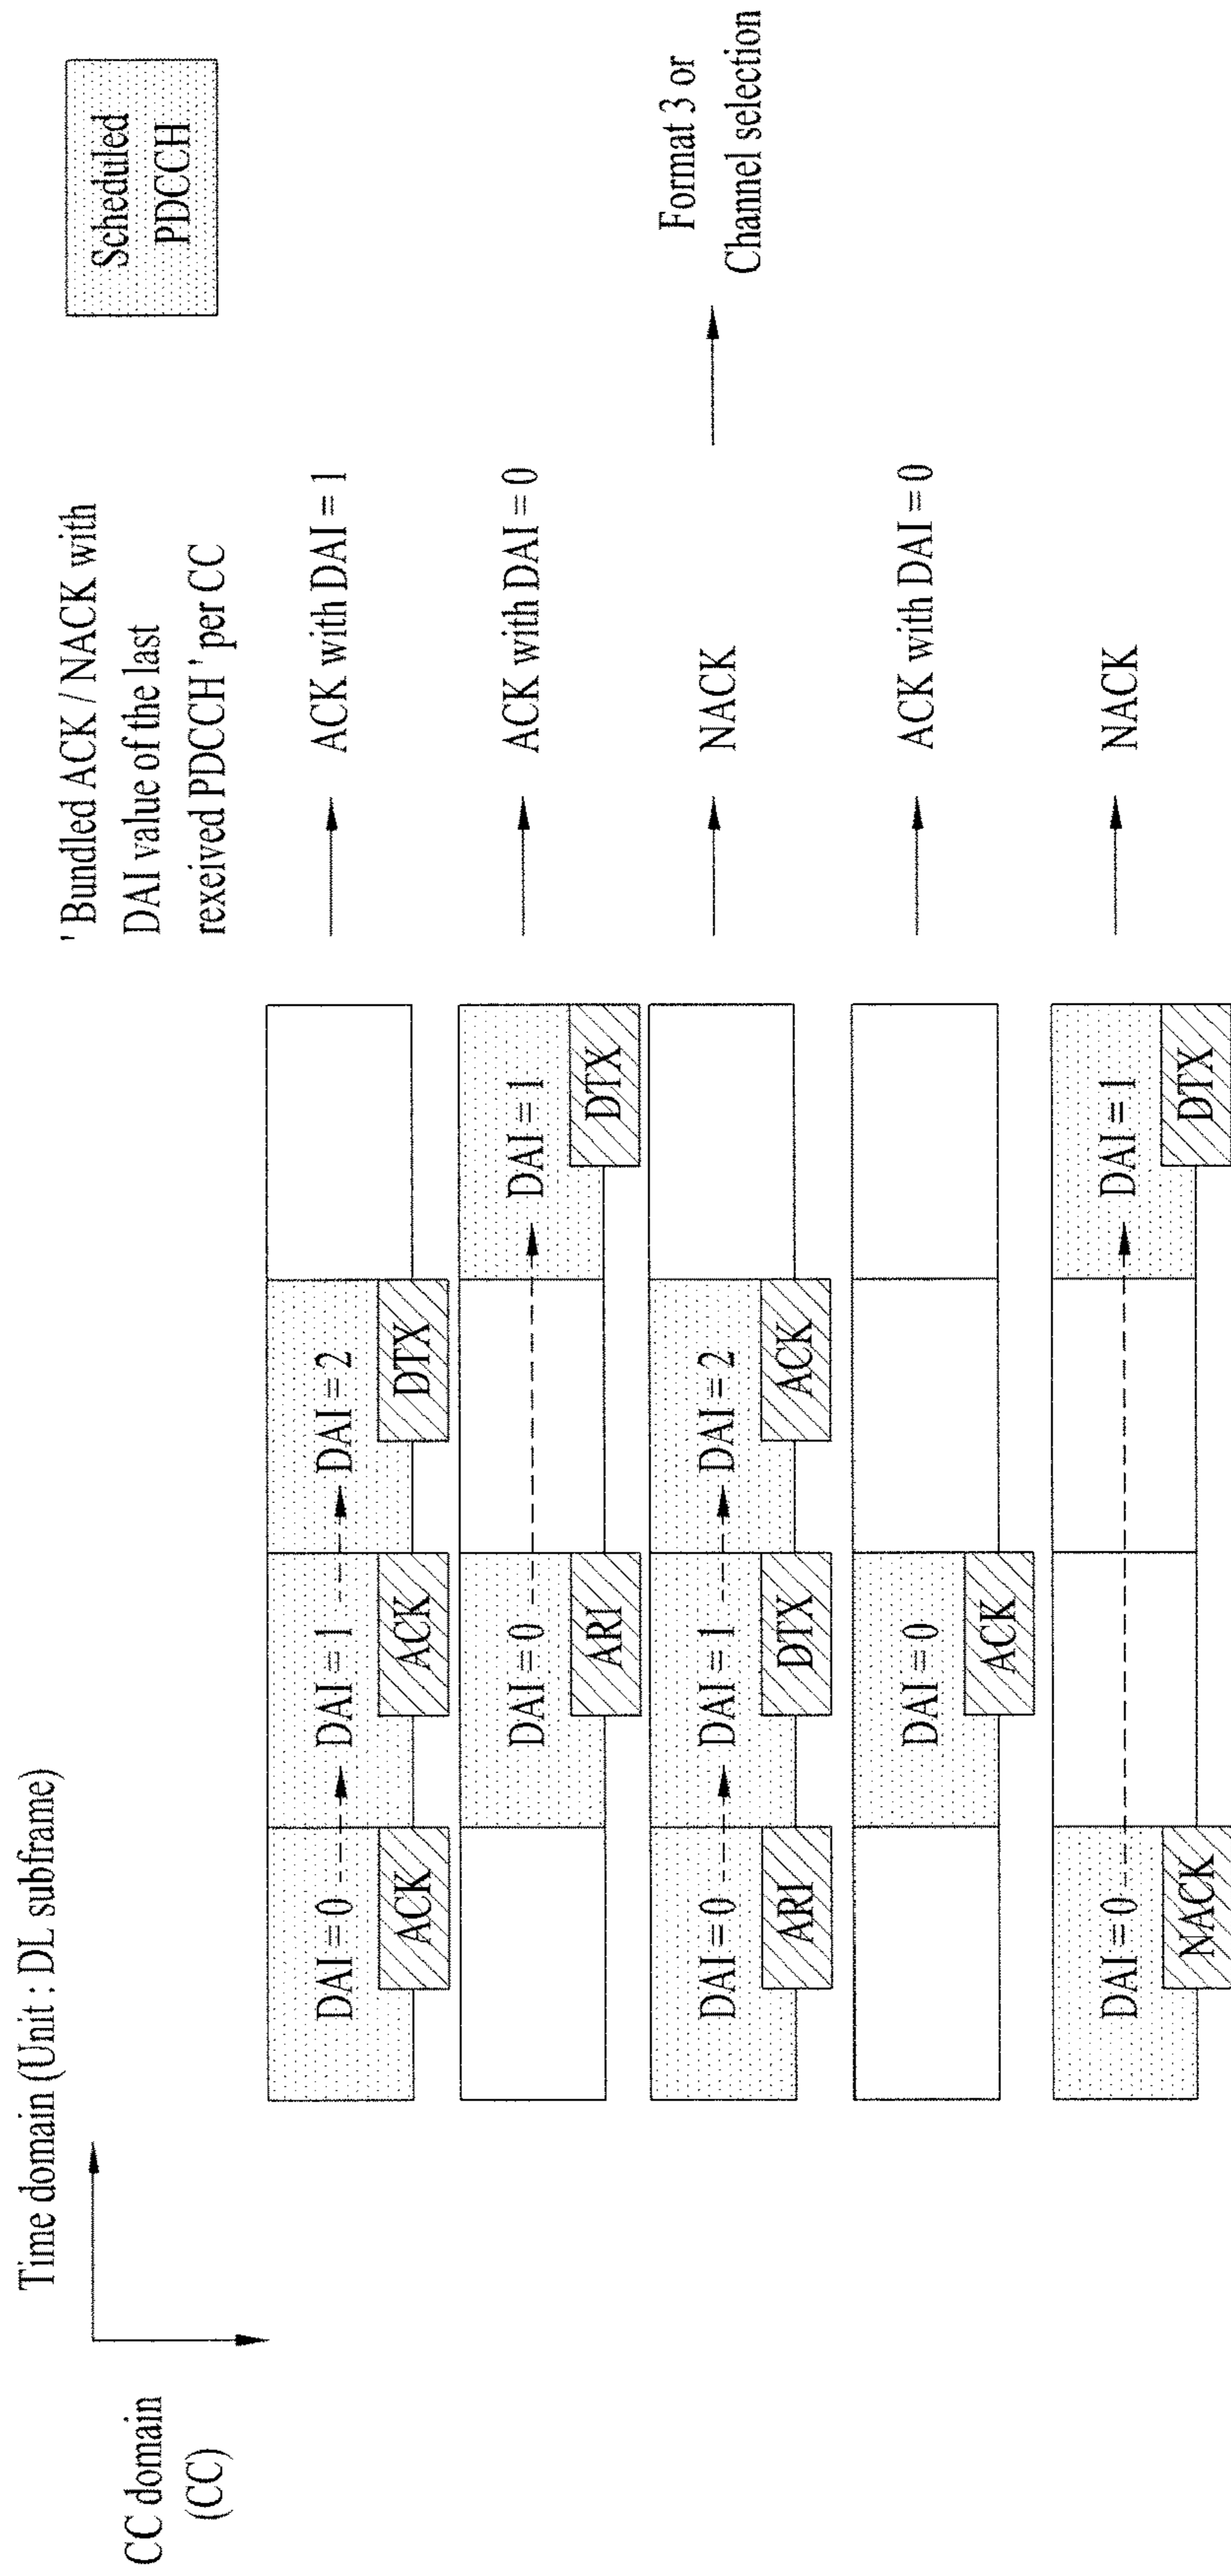 Time domain (Unit : DL subframe)
CC domain
(CC)
' Bundled ACK / NACK with
DAI value of the last
rexeived PDCCH ' per CC
Scheduled
PDCCH
DAI = 0
DAI = 1
DAI = 2
ACK
ACK
DTX
ACK with DAI = 1
DAI = 0
DAI = 1
ARI
DTX
ACK with DAI = 0
DAI = 0
DAI = 1
DAI = 2
ARI
DTX
ACK
NACK
Format 3 or
Channel selection
DAI = 0
ACK
ACK with DAI = 0
DAI = 0
DAI = 1
NACK
DTX
NACK